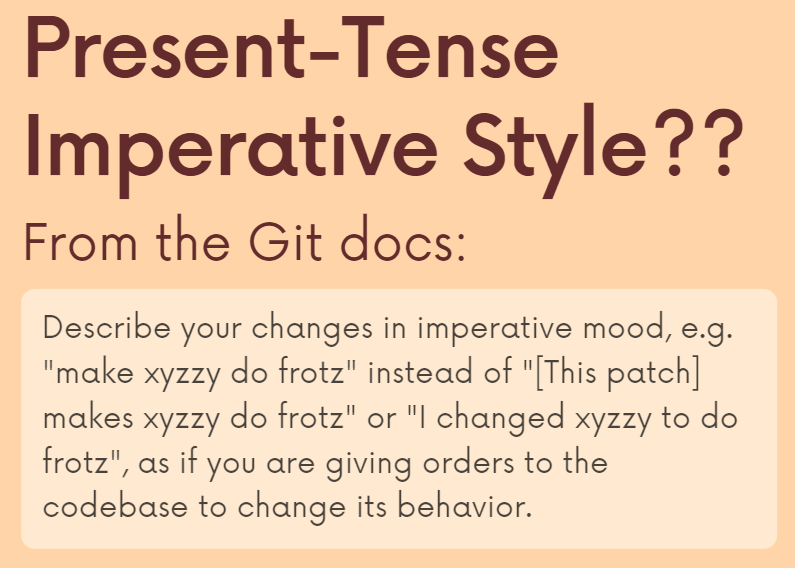 Present-Tense
Imperative Style??
From the Git docs:
Describe your changes in imperative mood, e.g.
"make xyzzy do frotz" instead of "[This patch]
makes xyzzy do frotz" or "I changed xyzzy to do
frotz", as if you are giving orders to the
codebase to change its behavior.